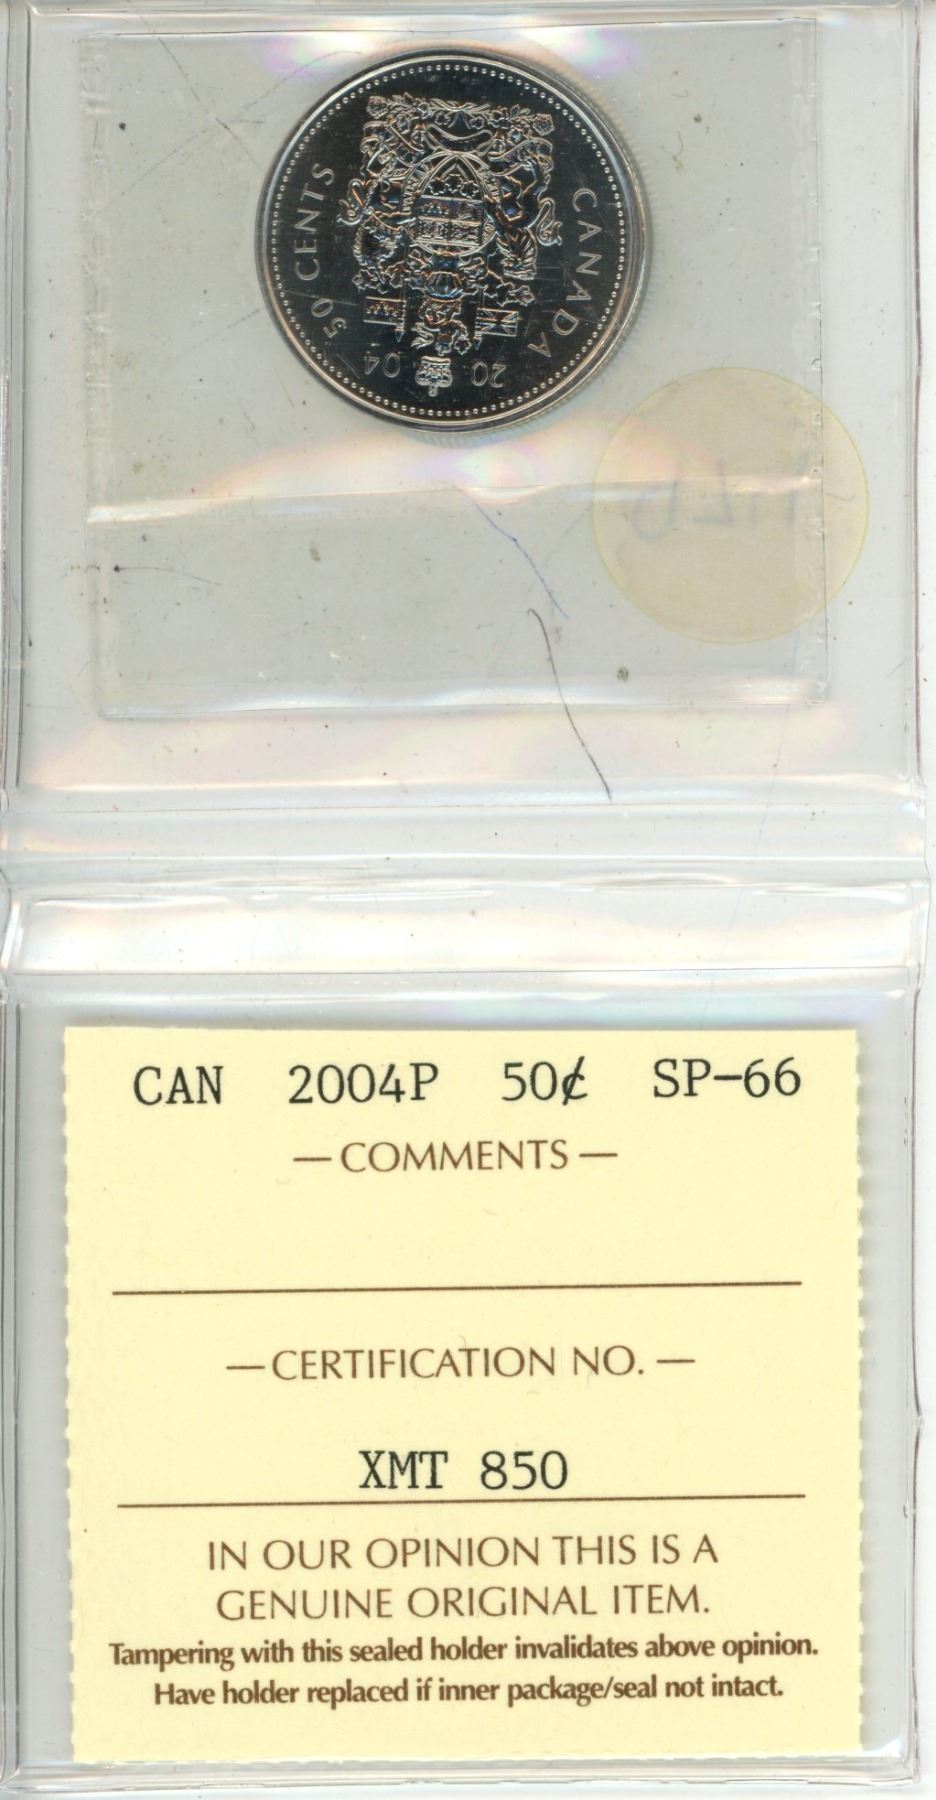 50 CENTS
CANADA
20 04
CAN 2004P 50¢ SP-66
— COMMENTS —
— CERTIFICATION NO. —
XMT 850
IN OUR OPINION THIS IS A
GENUINE ORIGINAL ITEM.
Tampering with this sealed holder invalidates above opinion.
Have holder replaced if inner package/seal not intact.